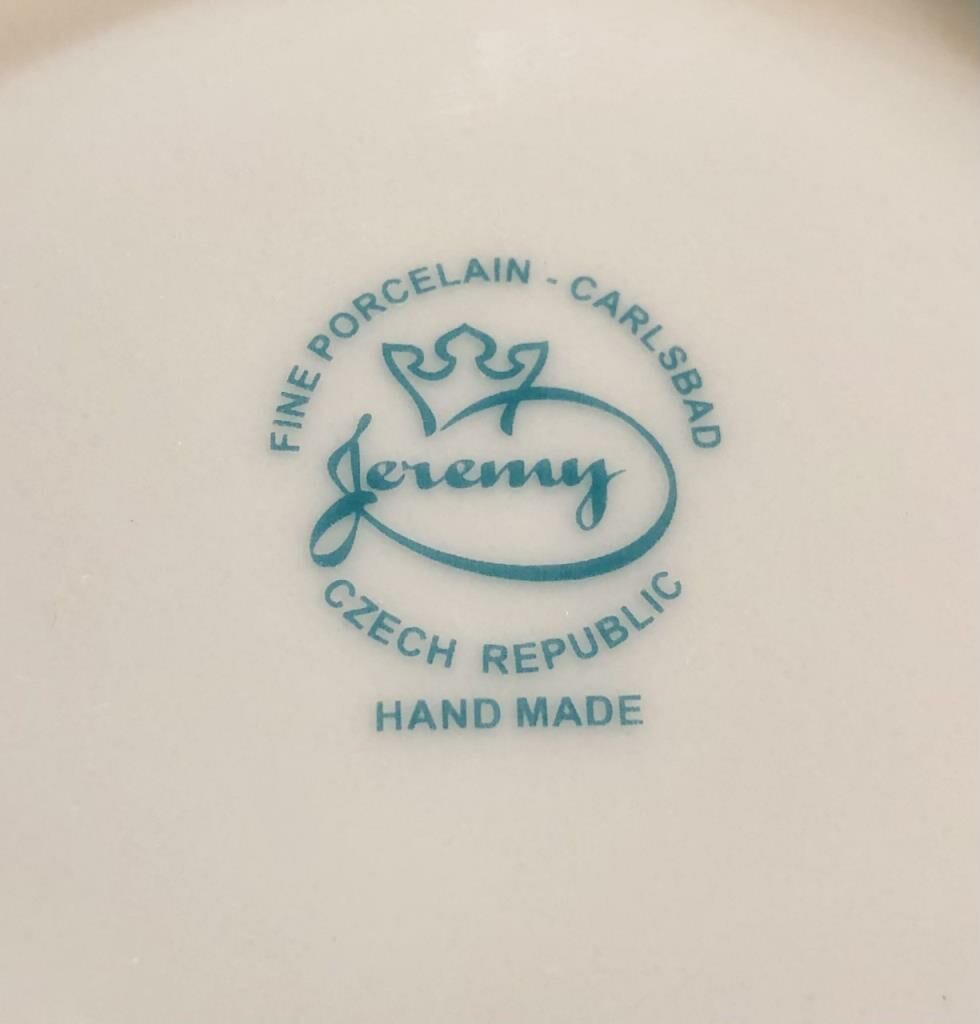 FINE PORCELAIN - CARLSBAD
Jeremy
CZECH REPUBLIC
HAND MADE